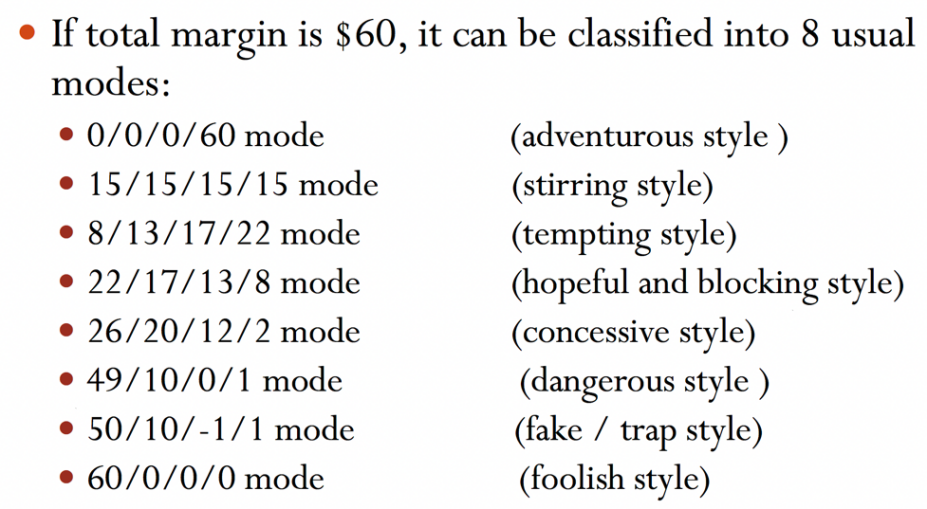 • If total margin is $60, it can be classified into 8 usual
modes:
• 0/0/0/60 mode (adventurous style )
• 15/15/15/15 mode (stirring style)
• 8/13/17/22 mode (tempting style)
• 22/17/13/8 mode (hopeful and blocking style)
• 26/20/12/2 mode (concessive style)
• 49/10/0/1 mode (dangerous style )
• 50/10/-1/1 mode (fake / trap style)
• 60/0/0/0 mode (foolish style)